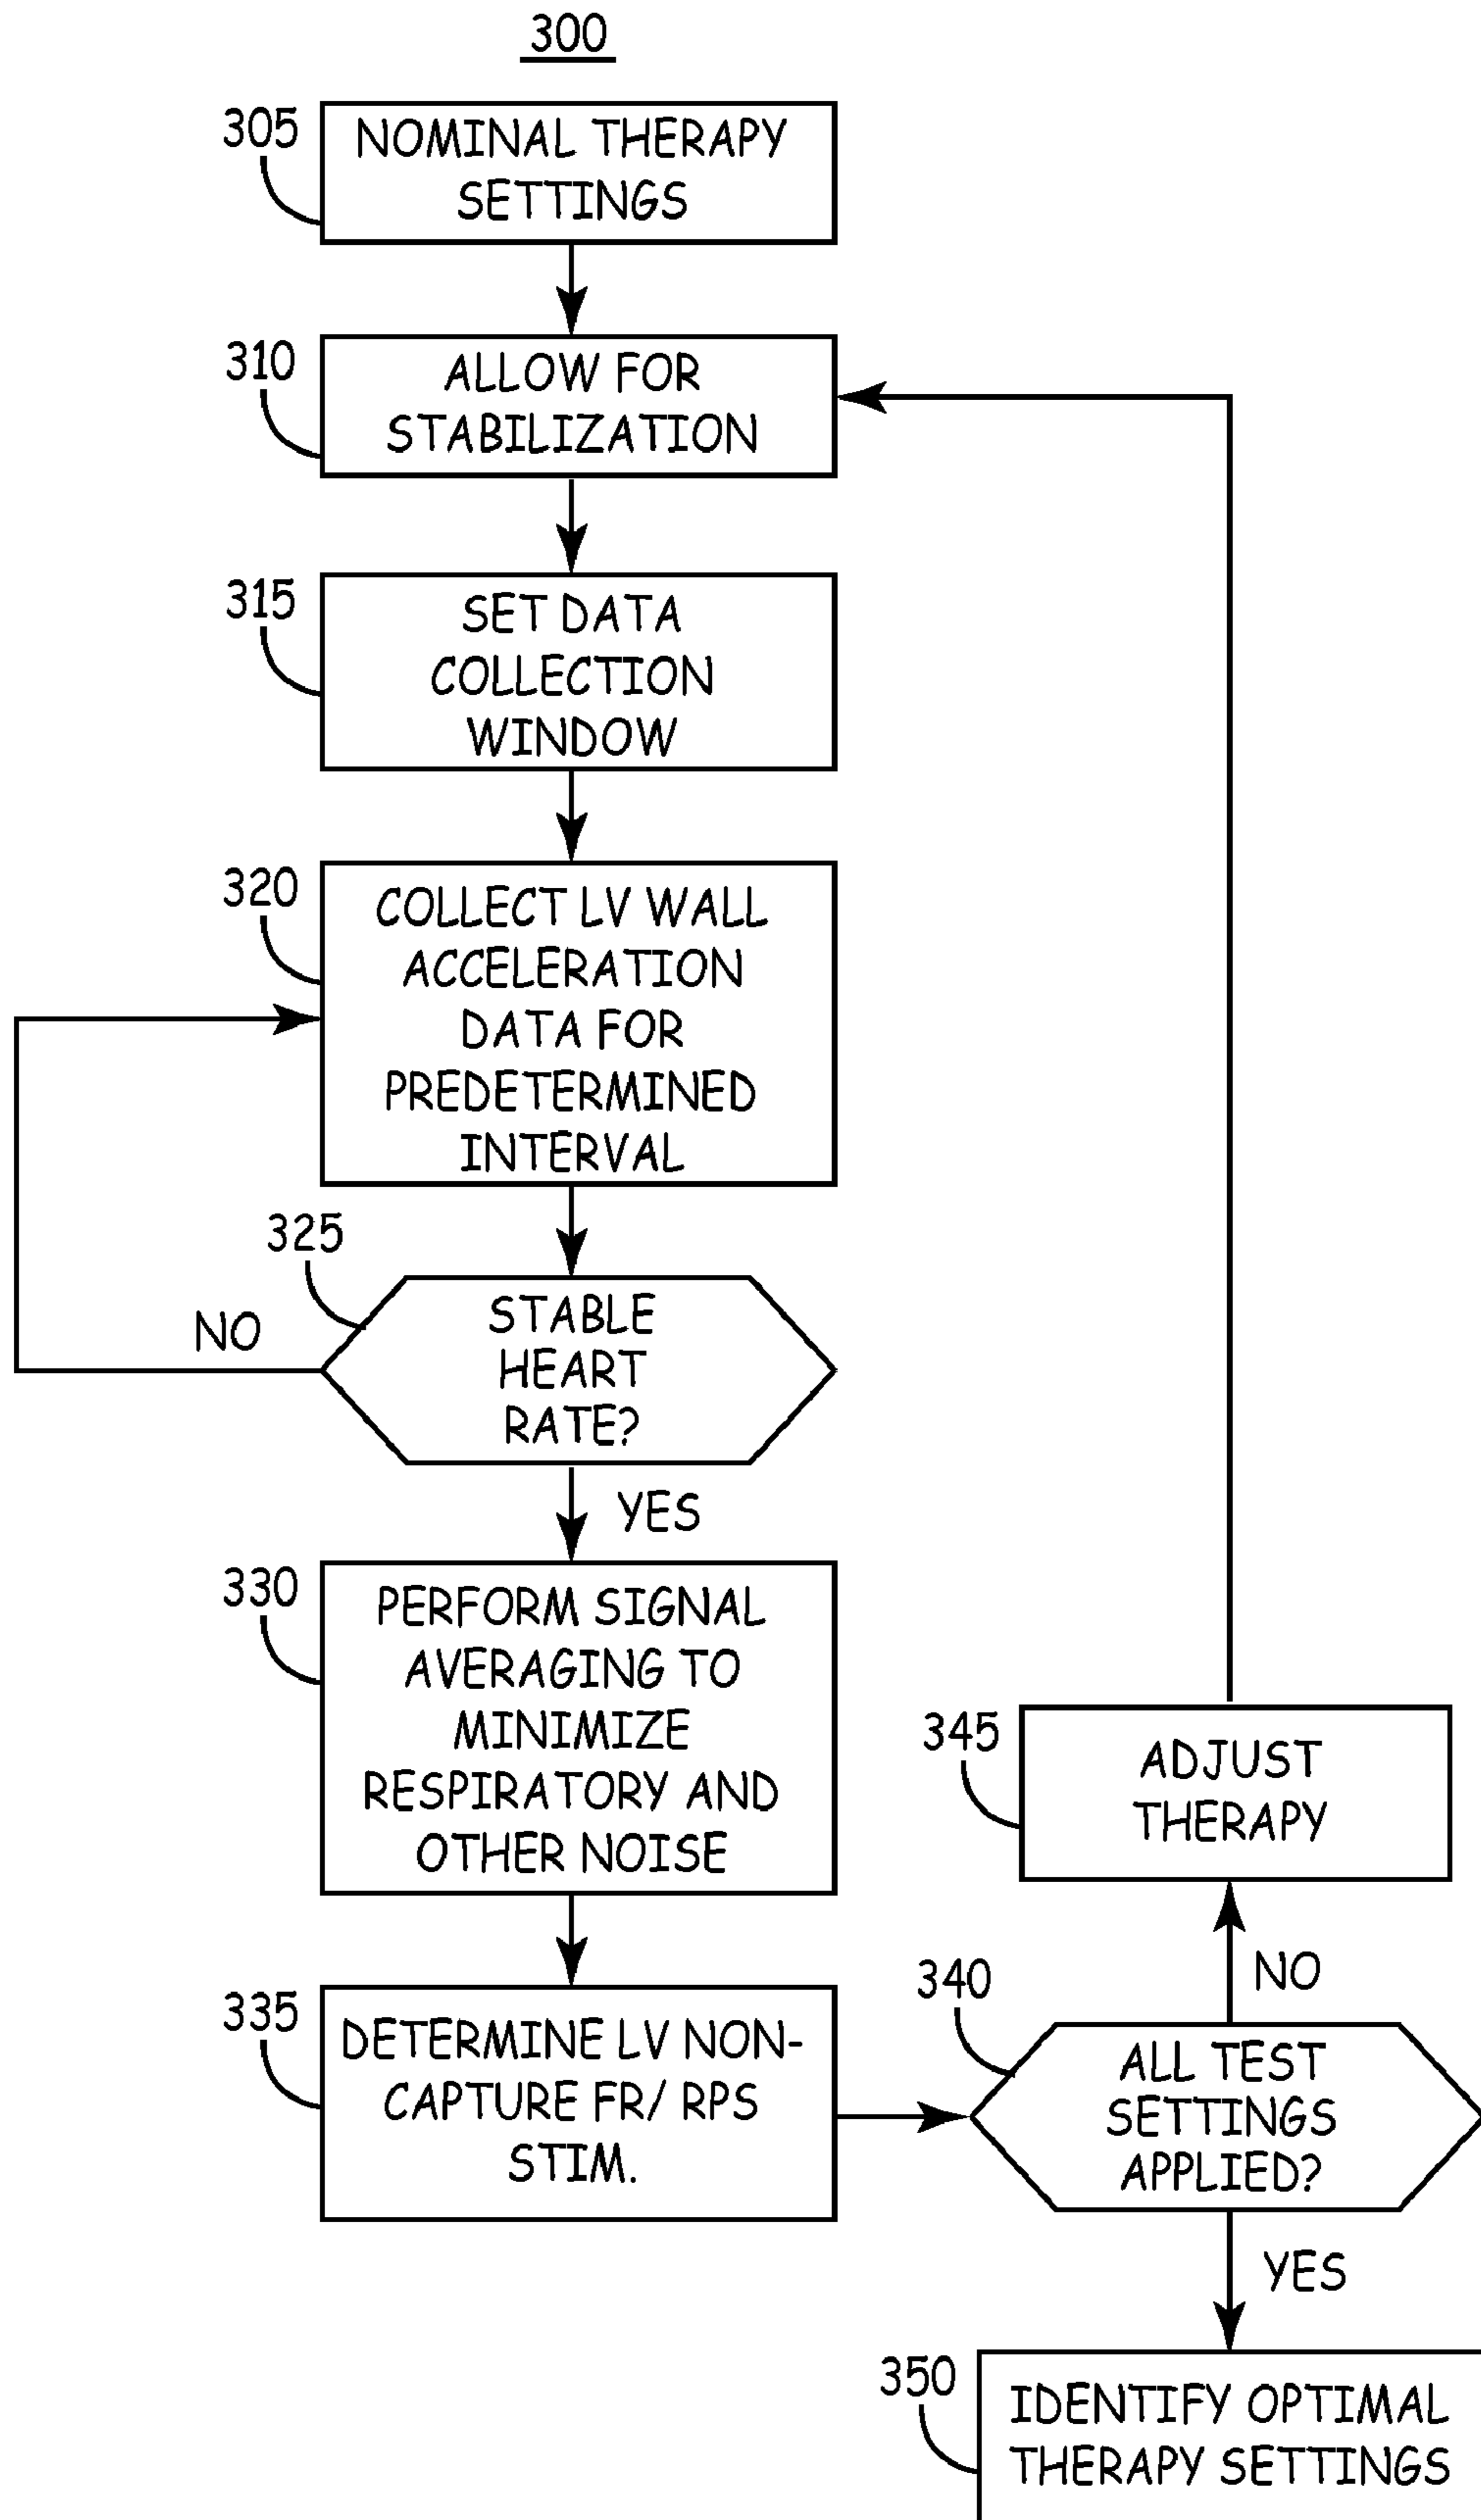 300
305
NOMINAL THERAPY
SETTINGS
310
ALLOW FOR
STABILIZATION
315
SET DATA
COLLECTION
WINDOW
320
COLLECT LV WALL
ACCELERATION
DATA FOR
PREDETERMINED
INTERVAL
325
STABLE
HEART
RATE?
NO
YES
330
PERFORM SIGNAL
AVERAGING TO
MINIMIZE
RESPIRATORY AND
OTHER NOISE
335
DETERMINE LV NON-
CAPTURE FR/ RPS
STIM.
340
ALL TEST
SETTINGS
APPLIED?
NO
345
ADJUST
THERAPY
YES
350
IDENTIFY OPTIMAL
THERAPY SETTINGS